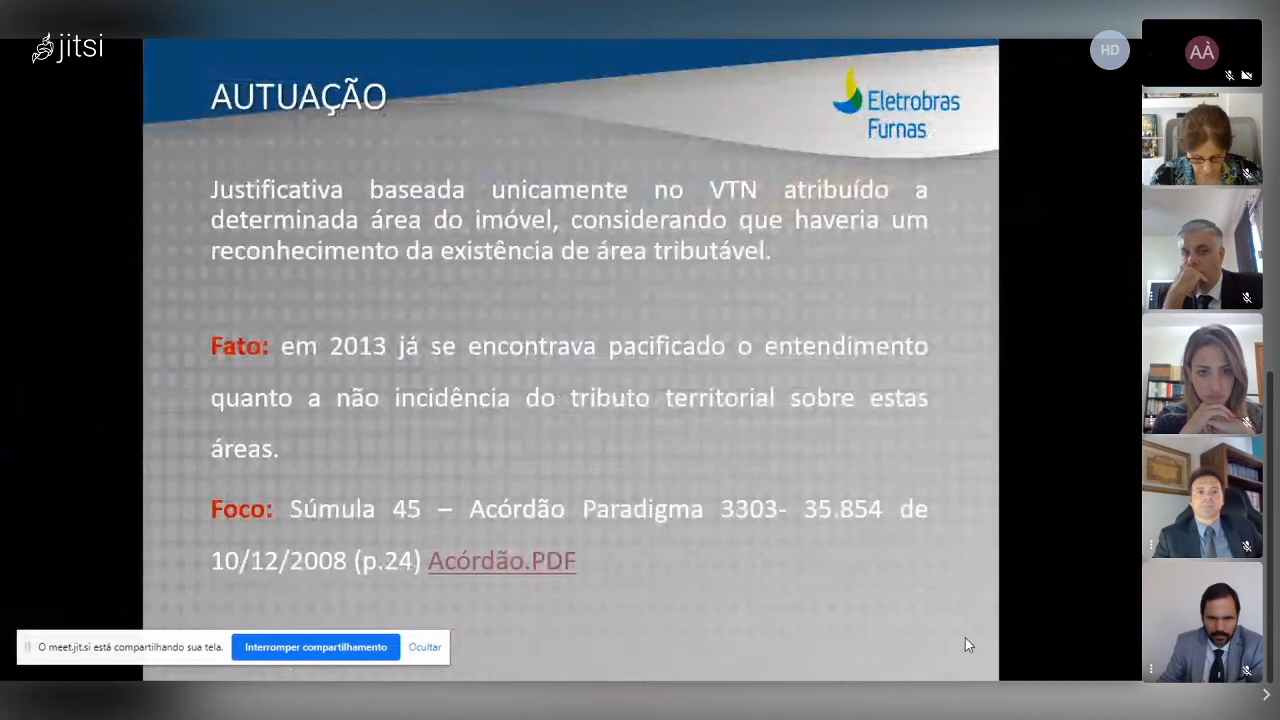 jitsi
HD
AÀ
AUTUAÇÃO
Eletrobras
Furnas
Justificativa baseada unicamente no VTN atribuído a
determinada área do imóvel, considerando que haveria um
reconhecimento da existência de área tributável.
Fato: em 2013 já se encontrava pacificado o entendimento
quanto a não incidência do tributo territorial sobre estas
áreas.
Foco: Súmula 45 – Acórdão Paradigma 3303- 35.854 de
10/12/2008 (p.24) Acórdão.PDF
O meet.jit.si está compartilhando sua tela.
Interromper compartilhamento
Ocultar